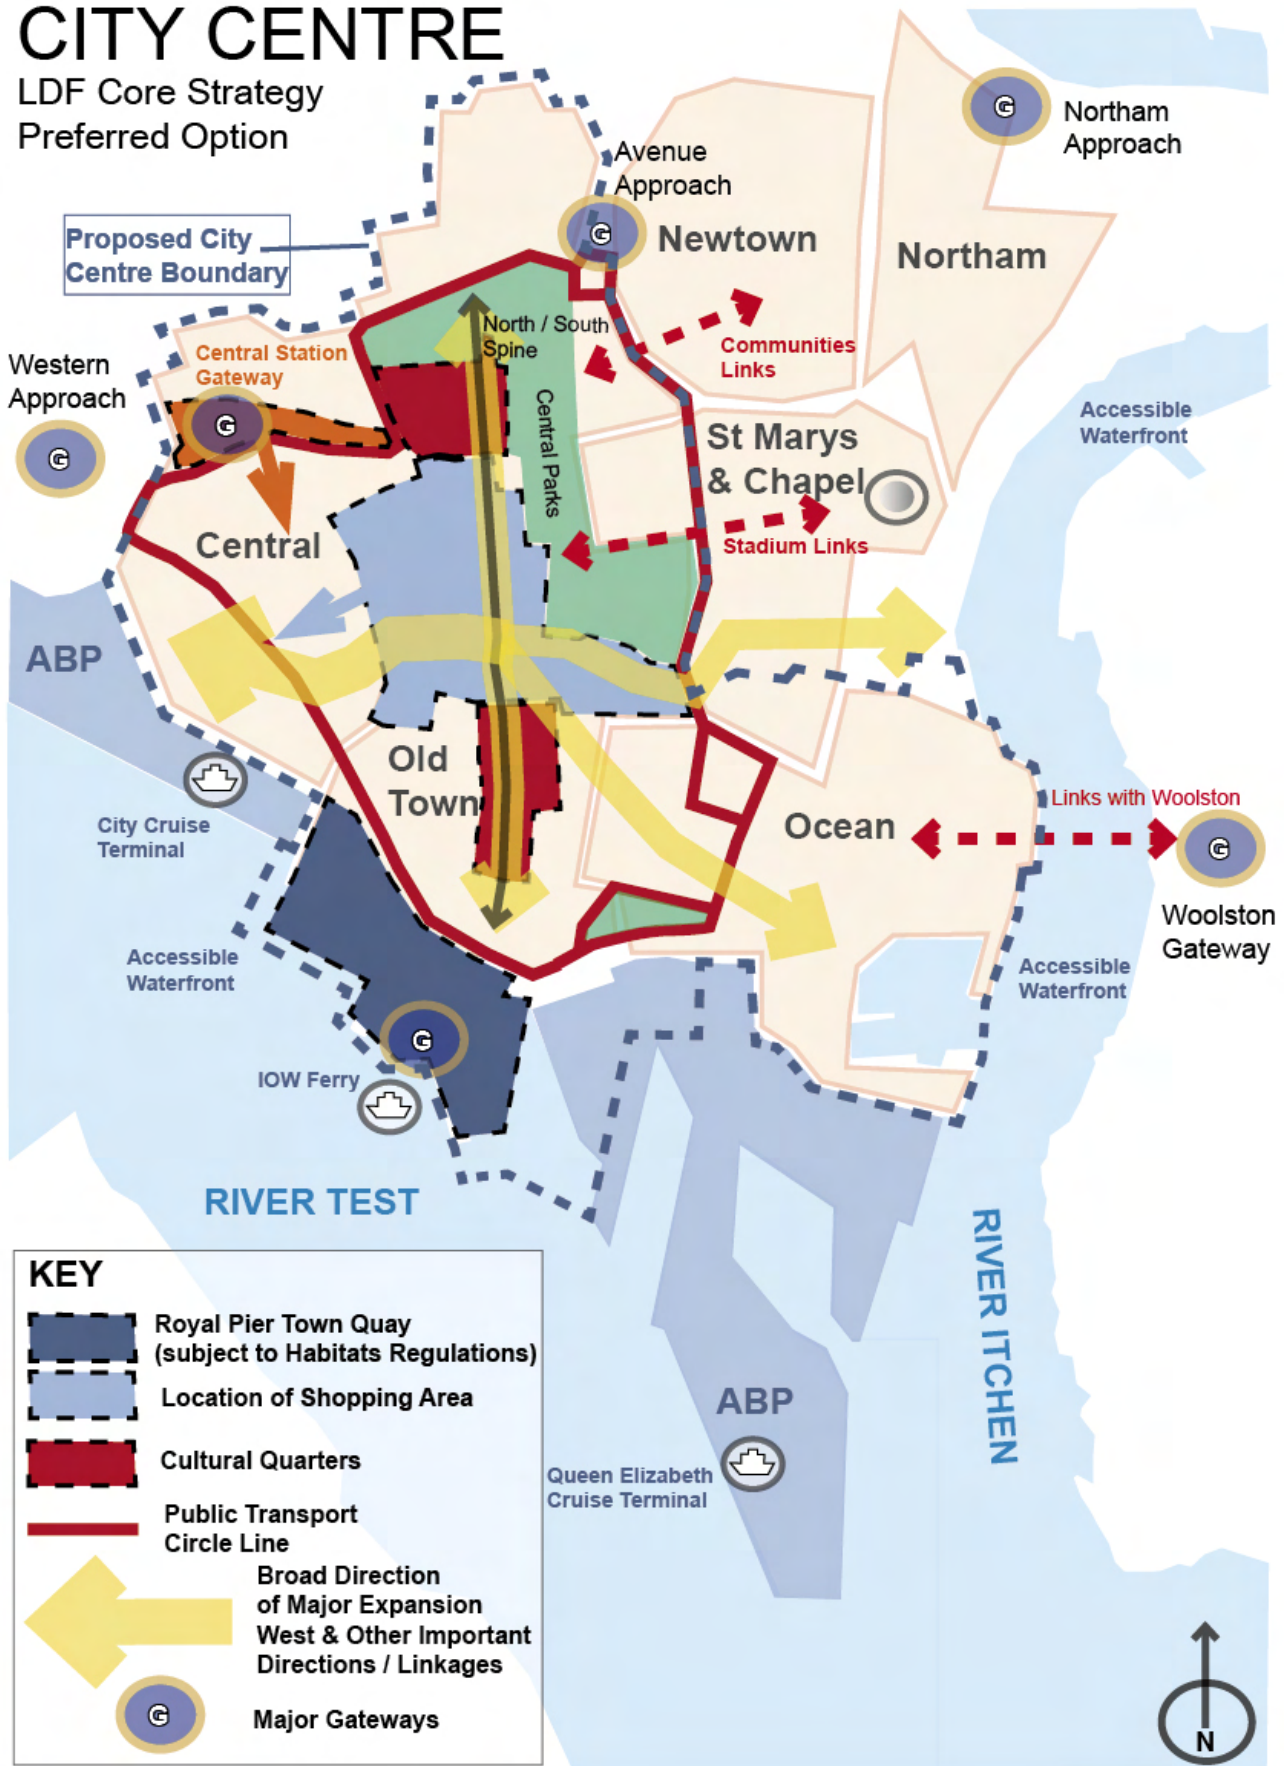 CITY CENTRE
LDF Core Strategy
Preferred Option
G
Northam
Approach
Avenue
Approach
G
Newtown
Northam
Proposed City
Centre Boundary
North / South
Spine
Central Station
Gateway
Communities
Links
Western
Approach
G
G
Central Parks
St Marys
& Chapel
Accessible
Waterfront
Central
Stadium Links
ABP
Old
Town
City Cruise
Terminal
Ocean
Links with Woolston
G
Woolston
Gateway
Accessible
Waterfront
Accessible
Waterfront
G
IOW Ferry
RIVER TEST
RIVER ITCHEN
ABP
Queen Elizabeth
Cruise Terminal
KEY
Royal Pier Town Quay
(subject to Habitats Regulations)
Location of Shopping Area
Cultural Quarters
Public Transport
Circle Line
Broad Direction
of Major Expansion
West & Other Important
Directions / Linkages
G
Major Gateways
N